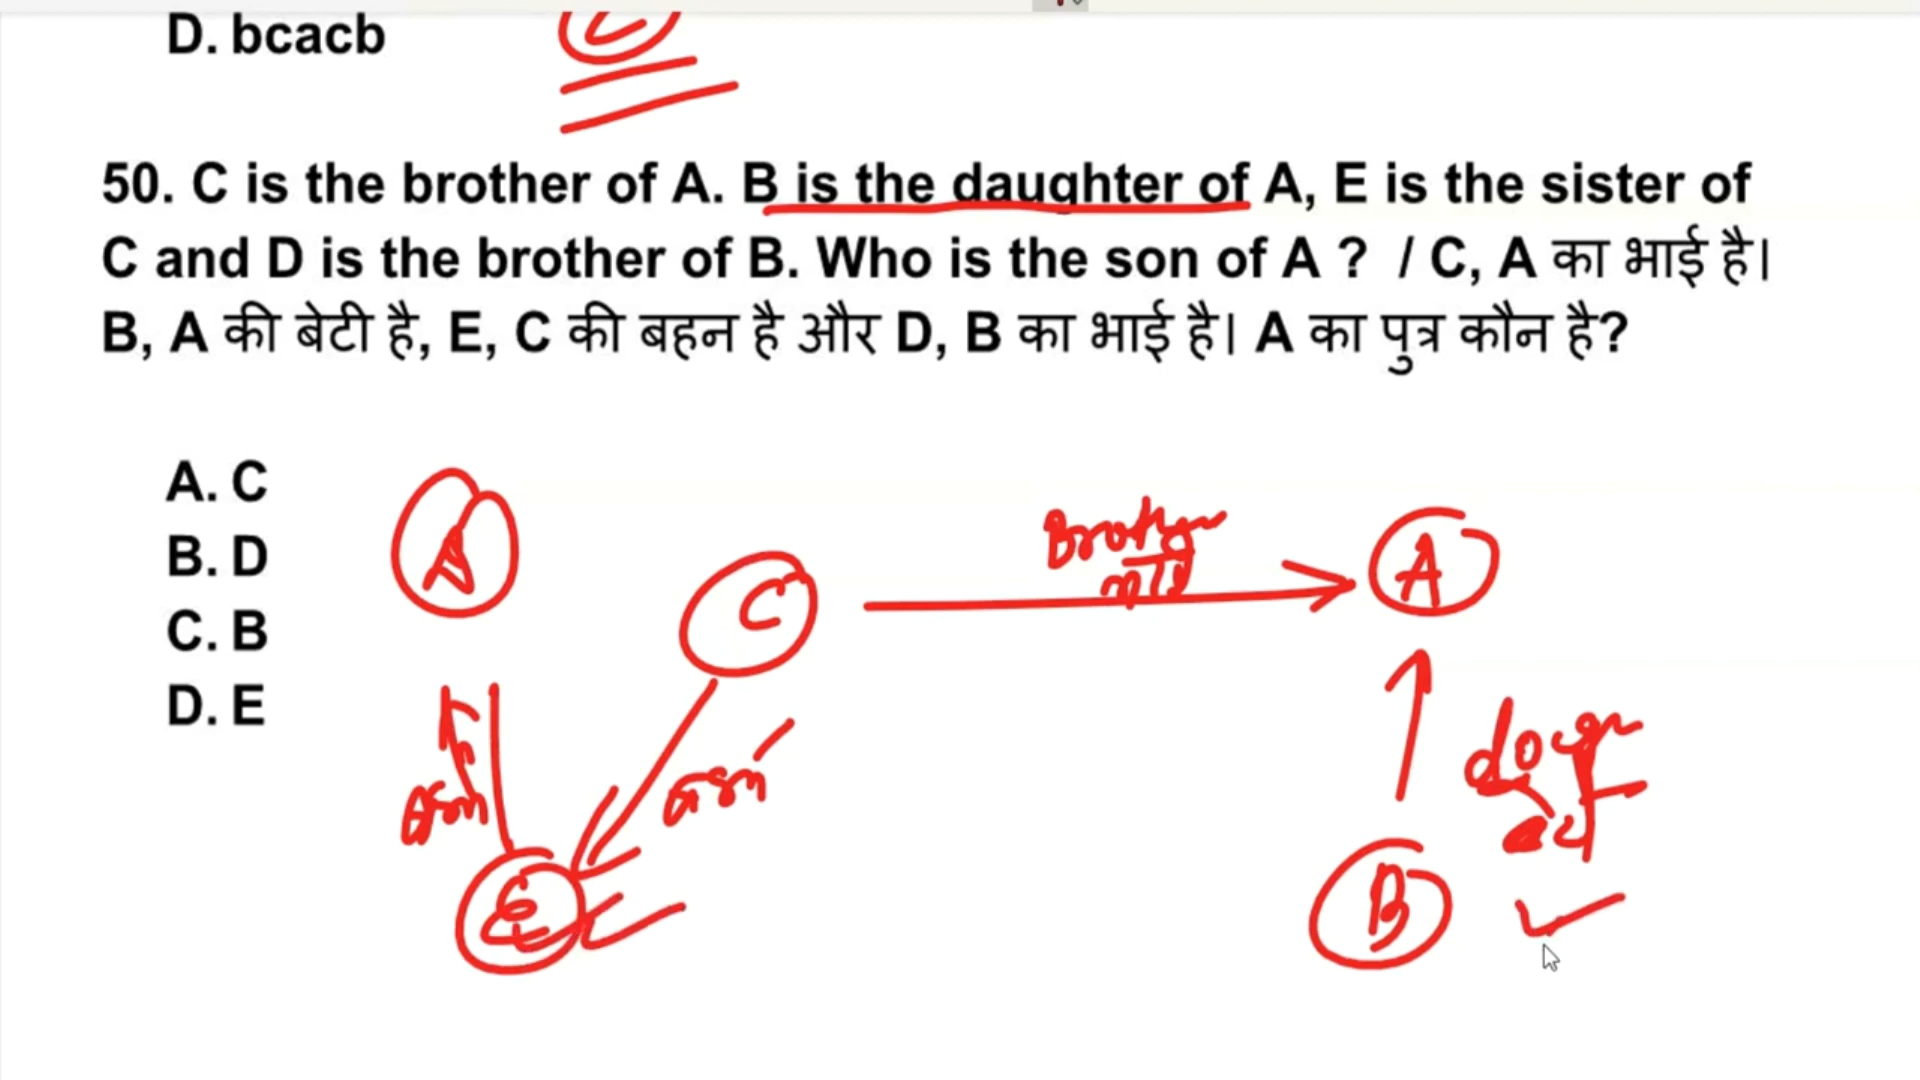 D. bcacb
50. C is the brother of A. B is the daughter of A, E is the sister of
C and D is the brother of B. Who is the son of A ? / C, A का भाई है।
B, A की बेटी है, E, C की बहन है और D, B का भाई है। A का पुत्र कौन है?
A. C
B. D
C. B
D. E
A
C
Brother
A
E
B